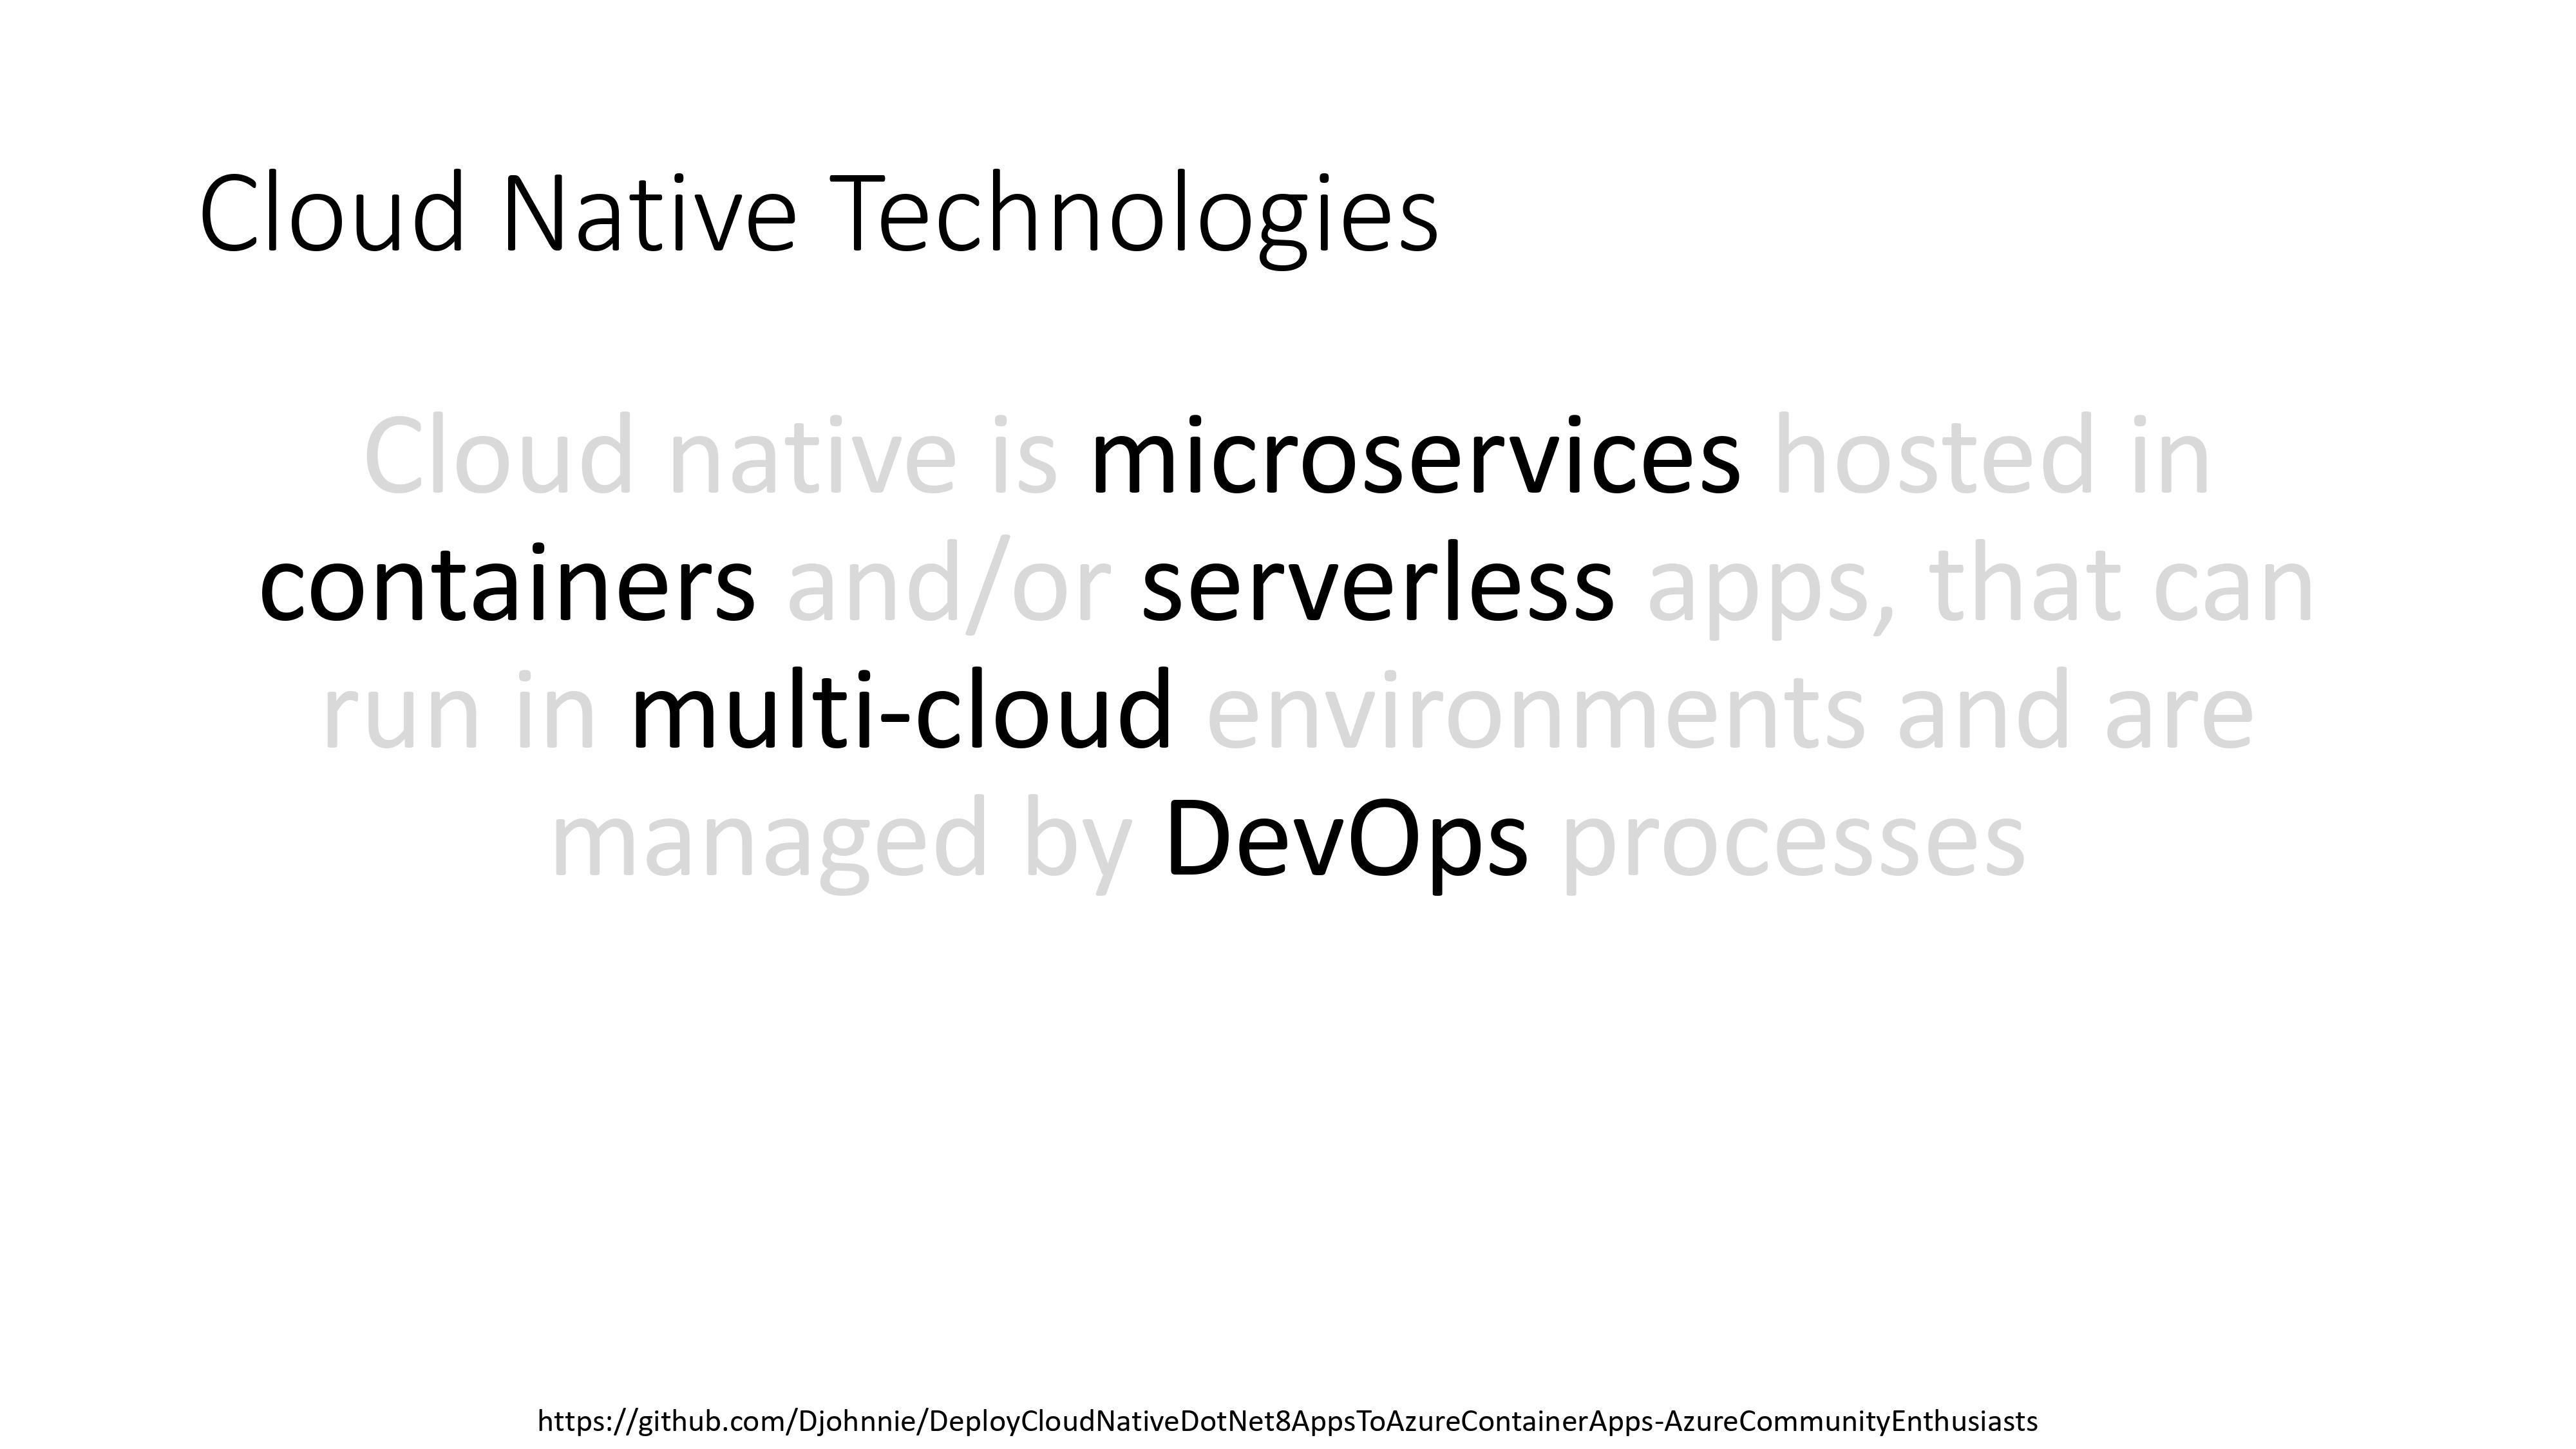 Cloud Native Technologies
Cloud native is microservices hosted in
containers and/or serverless apps, that can
run in multi-cloud environments and are
managed by DevOps processes
https://github.com/Djohnnie/DeployCloudNativeDotNet8AppsToAzureContainerApps-AzureCommunityEnthusiasts